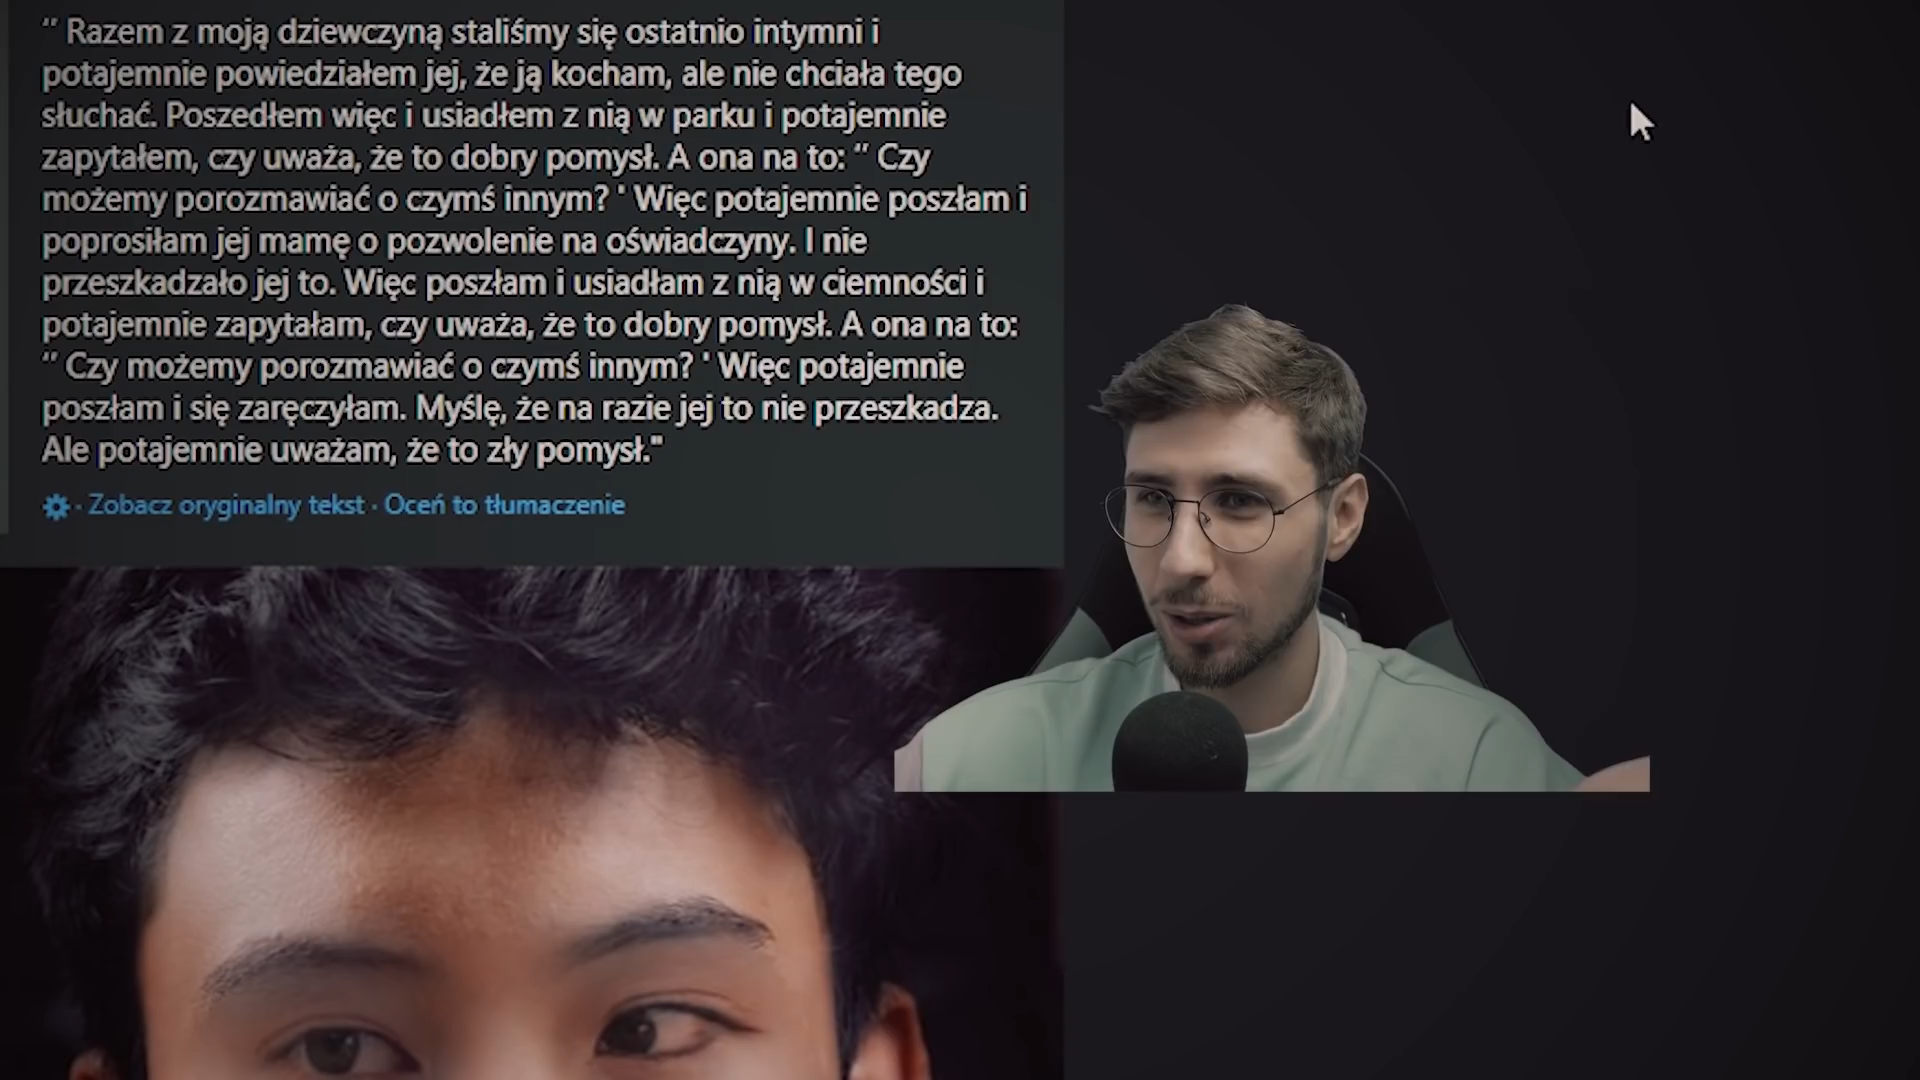 “ Razem z moją dziewczyną staliśmy się ostatnio intymni i
potajemnie powiedziałem jej, że ją kocham, ale nie chciała tego
słuchać. Poszedłem więc i usiadłem z nią w parku i potajemnie
zapytałem, czy uważa, że to dobry pomysł. A ona na to: “ Czy
możemy porozmawiać o czymś innym? ' Więc potajemnie poszłam i
poprosiłam jej mamę o pozwolenie na oświadczyny. I nie
przeszkadzało jej to. Więc poszłam i usiadłam z nią w ciemności i
potajemnie zapytałam, czy uważa, że to dobry pomysł. A ona na to:
“ Czy możemy porozmawiać o czymś innym? ' Więc potajemnie
poszłam i się zaręczyłam. Myślę, że na razie jej to nie przeszkadza.
Ale potajemnie uważam, że to zły pomysł."
· Zobacz oryginalny tekst · Oceń to tłumaczenie